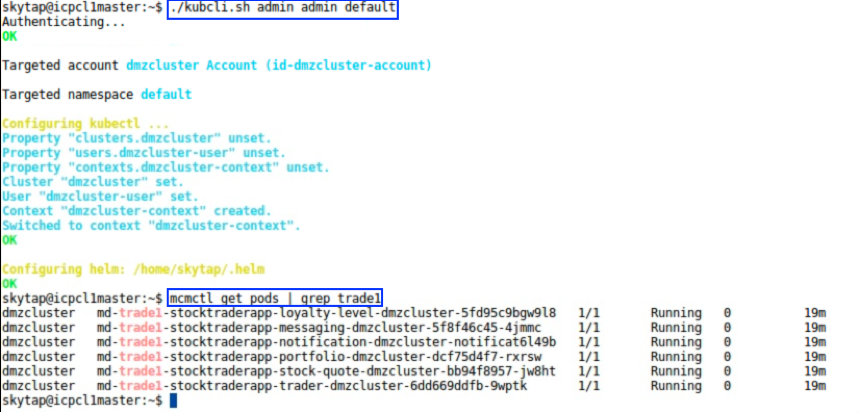 skytap@icpcl1master:~$ ./kubcli.sh admin admin default
Authenticating...
OK
Targeted account dmzcluster Account (id-dmzcluster-account)
Targeted namespace default
Configuring kubectl ...
Property "clusters.dmzcluster" unset.
Property "users.dmzcluster-user" unset.
Property "contexts.dmzcluster-context" unset.
Cluster "dmzcluster" set.
User "dmzcluster-user" set.
Context "dmzcluster-context" created.
Switched to context "dmzcluster-context".
OK
Configuring helm: /home/skytap/.helm
OK
skytap@icpcl1master:~$ mcmctl get pods | grep trade1
dmzcluster md-trade1-stocktraderapp-loyalty-level-dmzcluster-5fd95c9bgw9l8 1/1 Running 0 19m
dmzcluster md-trade1-stocktraderapp-messaging-dmzcluster-5f8f46c45-4jmmc 1/1 Running 0 19m
dmzcluster md-trade1-stocktraderapp-notification-dmzcluster-notificat6l49b 1/1 Running 0 19m
dmzcluster md-trade1-stocktraderapp-portfolio-dmzcluster-dcf75d4f7-rxrsw 1/1 Running 0 19m
dmzcluster md-trade1-stocktraderapp-stock-quote-dmzcluster-bb94f8957-jw8ht 1/1 Running 0 19m
dmzcluster md-trade1-stocktraderapp-trader-dmzcluster-6dd669ddfb-9wptk 1/1 Running 0 19m
skytap@icpcl1master:~$